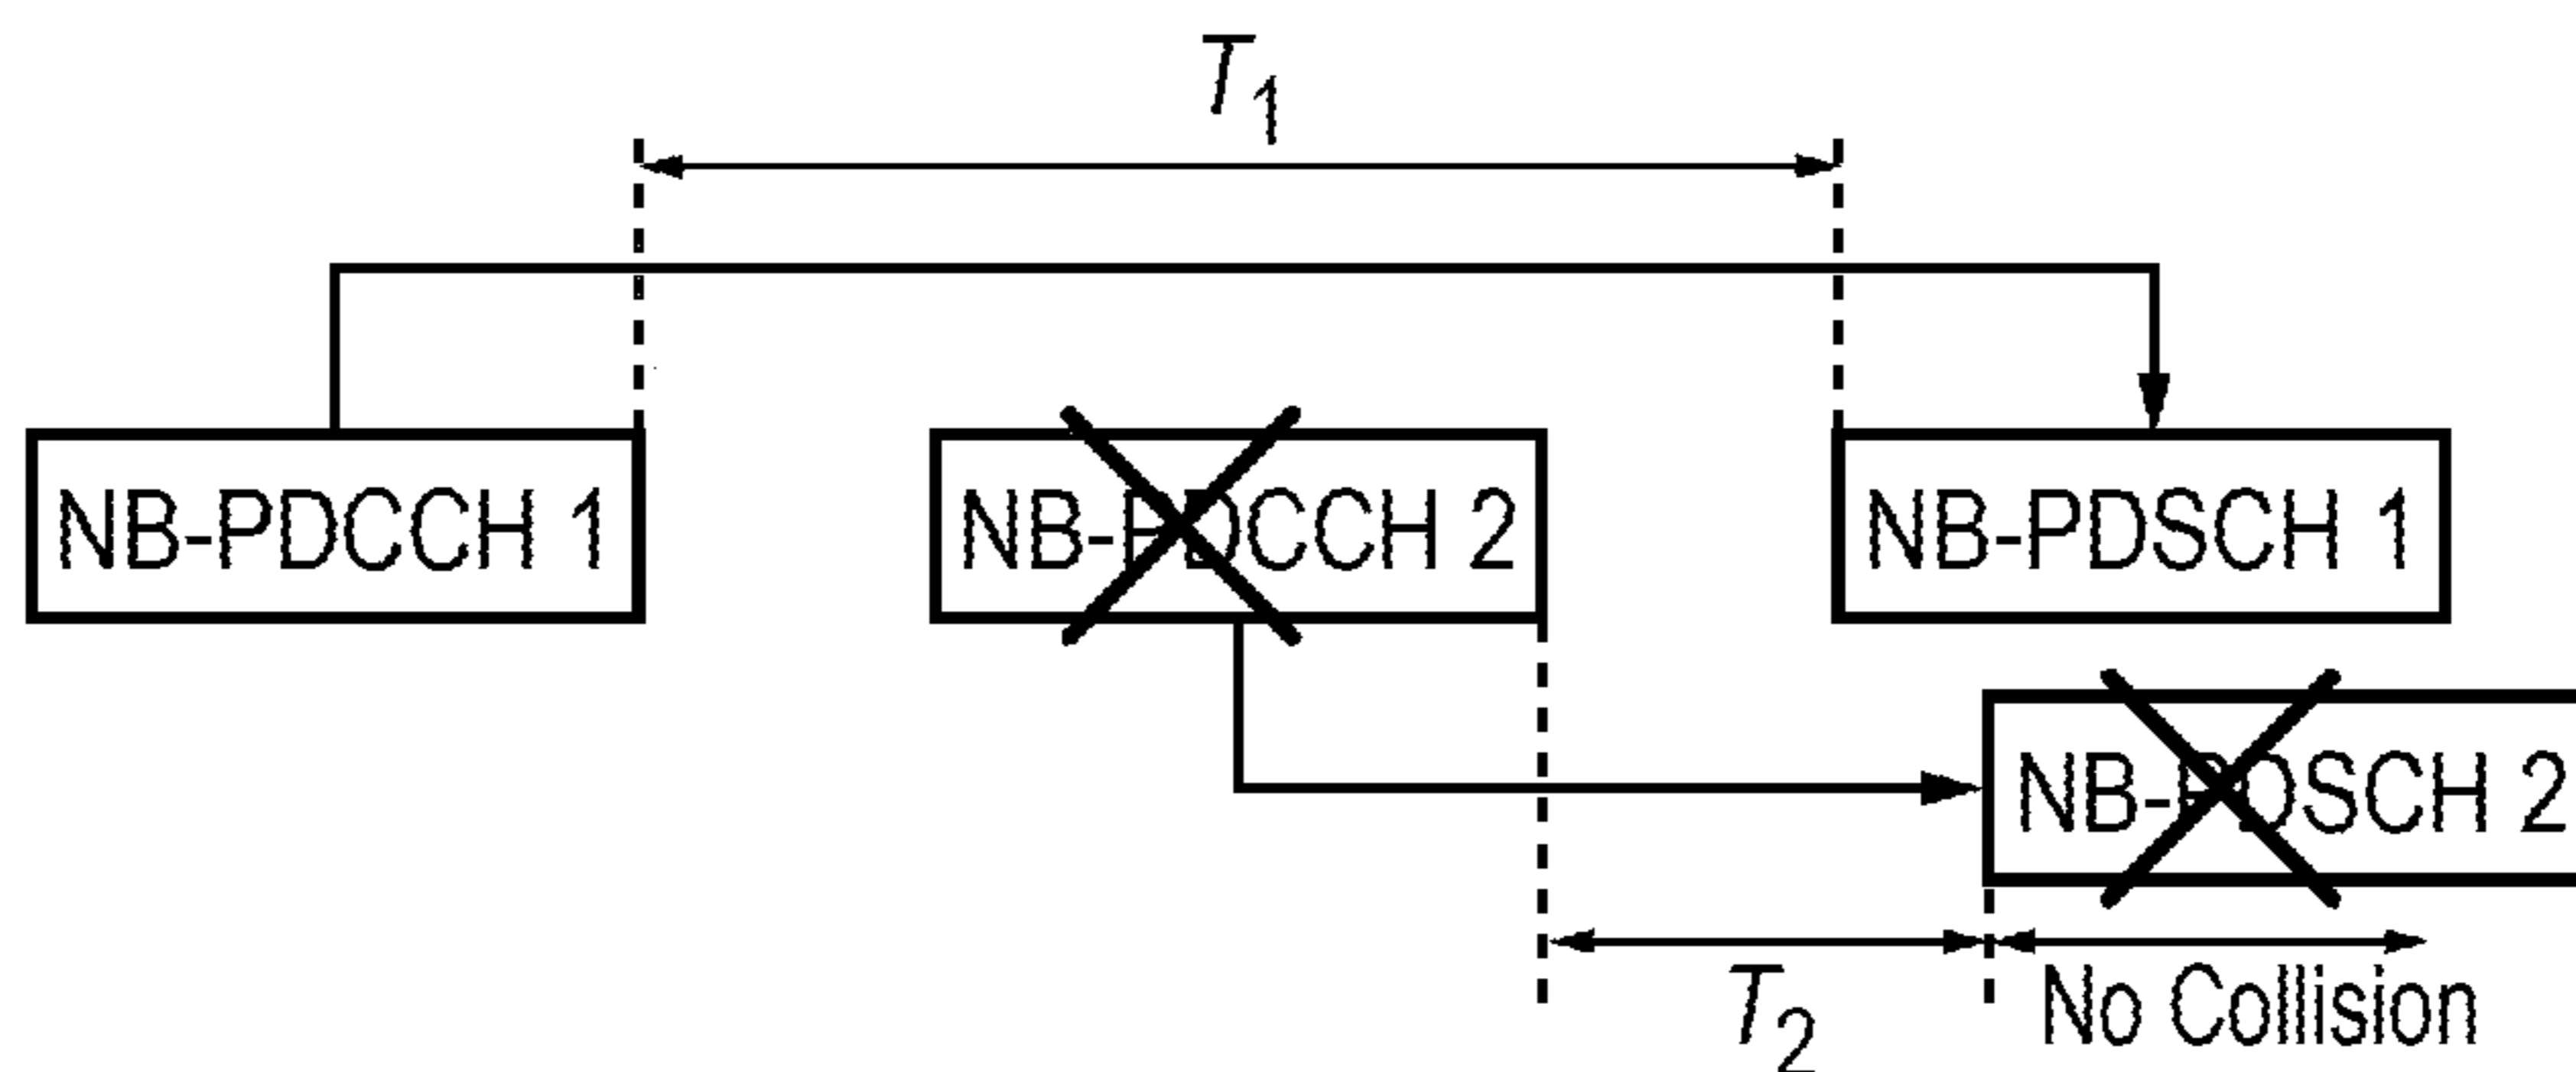 T1
NB-PDCCH 1
NB-PDCCH 2
NB-PDSCH 1
NB-PDSCH 2
T2
No Collision